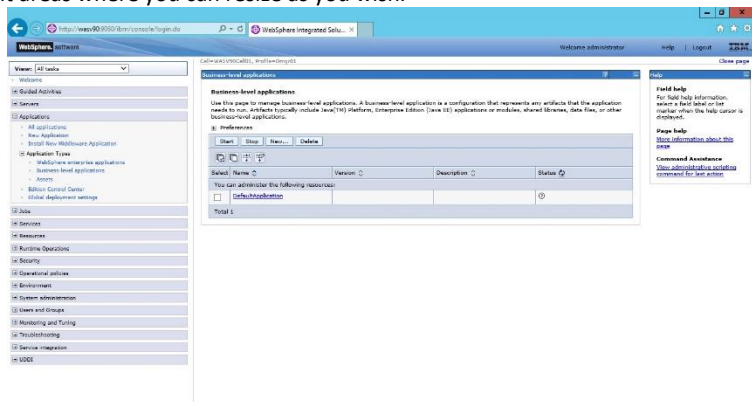 t areas where you can resize as you wish.
http://wasv90:9060/ibm/console/login.do
WebSphere Integrated Solu...
WebSphere. software
Welcome administrator
Help | Logout
IBM.
View: All tasks
Cell=WASV90Cell01, Profile=Dmgr01
Close page
Welcome
Guided Activities
Servers
Applications
All applications
New Application
Install New Middleware Application
Application Types
WebSphere enterprise applications
Business-level applications
Assets
Edition Control Center
Global deployment settings
Jobs
Services
Resources
Runtime Operations
Security
Operational policies
Environment
System administration
Users and Groups
Monitoring and Tuning
Troubleshooting
Service integration
UDDI
Business-level applications
Business-level applications
Use this page to manage business-level applications. A business-level application is a configuration that represents any artifacts that the application
needs to run. Artifacts typically include Java(TM) Platform, Enterprise Edition (Java EE) applications or modules, shared libraries, data files, or other
business-level applications.
Preferences
Start Stop New... Delete
Select Name Version Description Status
You can administer the following resources:
DefaultApplication
Total 1
Help
Field help
For field help information,
select a field label or list
marker when the help cursor is
displayed.
Page help
More information about this
page
Command Assistance
View administrative scripting
command for last action